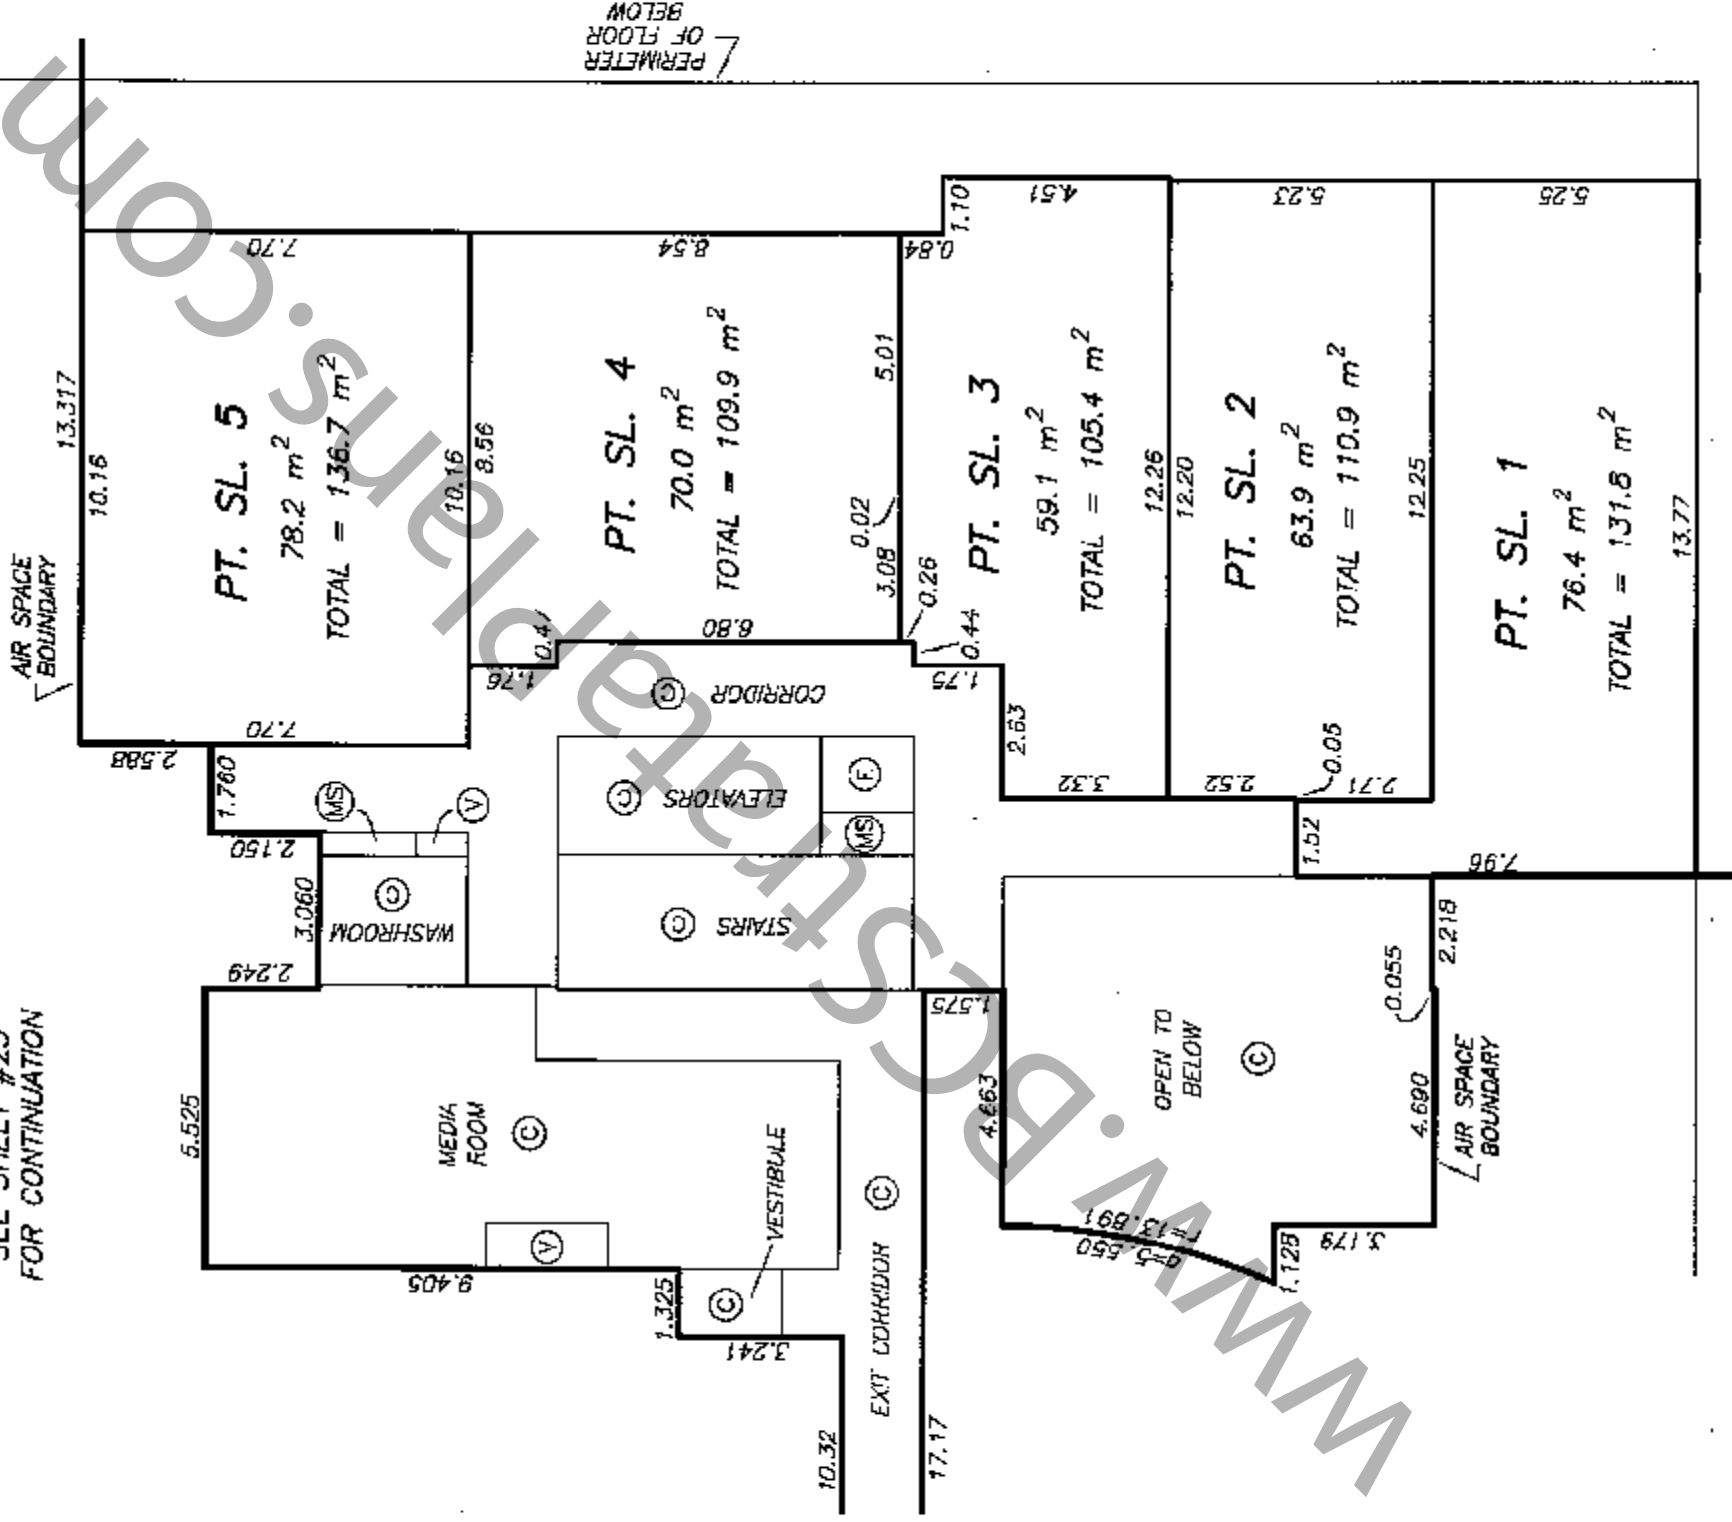 PERIMETER
OF FLOOR
BELOW
AIR SPACE
BOUNDARY
13.317
10.16
PT. SL. 5
78.2 m²
TOTAL = 136.7 m²
7.70
10.16
7.70
2.588
1.760
2.150
3.060
2.249
8.56
PT. SL. 4
70.0 m²
TOTAL = 109.9 m²
8.54
5.01
0.02
3.08
0.26
6.80
1.76
0.84
1.10
4.51
PT. SL. 3
59.1 m²
TOTAL = 105.4 m²
12.26
0.44
1.75
2.63
3.32
5.23
12.20
PT. SL. 2
63.9 m²
TOTAL = 110.9 m²
12.25
2.52
0.05
2.71
5.25
PT. SL. 1
76.4 m²
TOTAL = 131.8 m²
13.77
1.52
7.96
CORRIDOR
C
ELEVATORS
C
E
MS
STAIRS
C
MS
V
WASHROOM
C
FOR CONTINUATION
5.525
MEDIA
ROOM
C
V
VESTIBULE
C
9.405
1.325
3.241
10.32
EXIT CORRIDOR
C
17.17
1.575
4.663
OPEN TO
BELOW
C
r=13.891
a=5.550
1.128
3.179
4.690
0.055
2.219
AIR SPACE
BOUNDARY
www.BCStrataplans.com